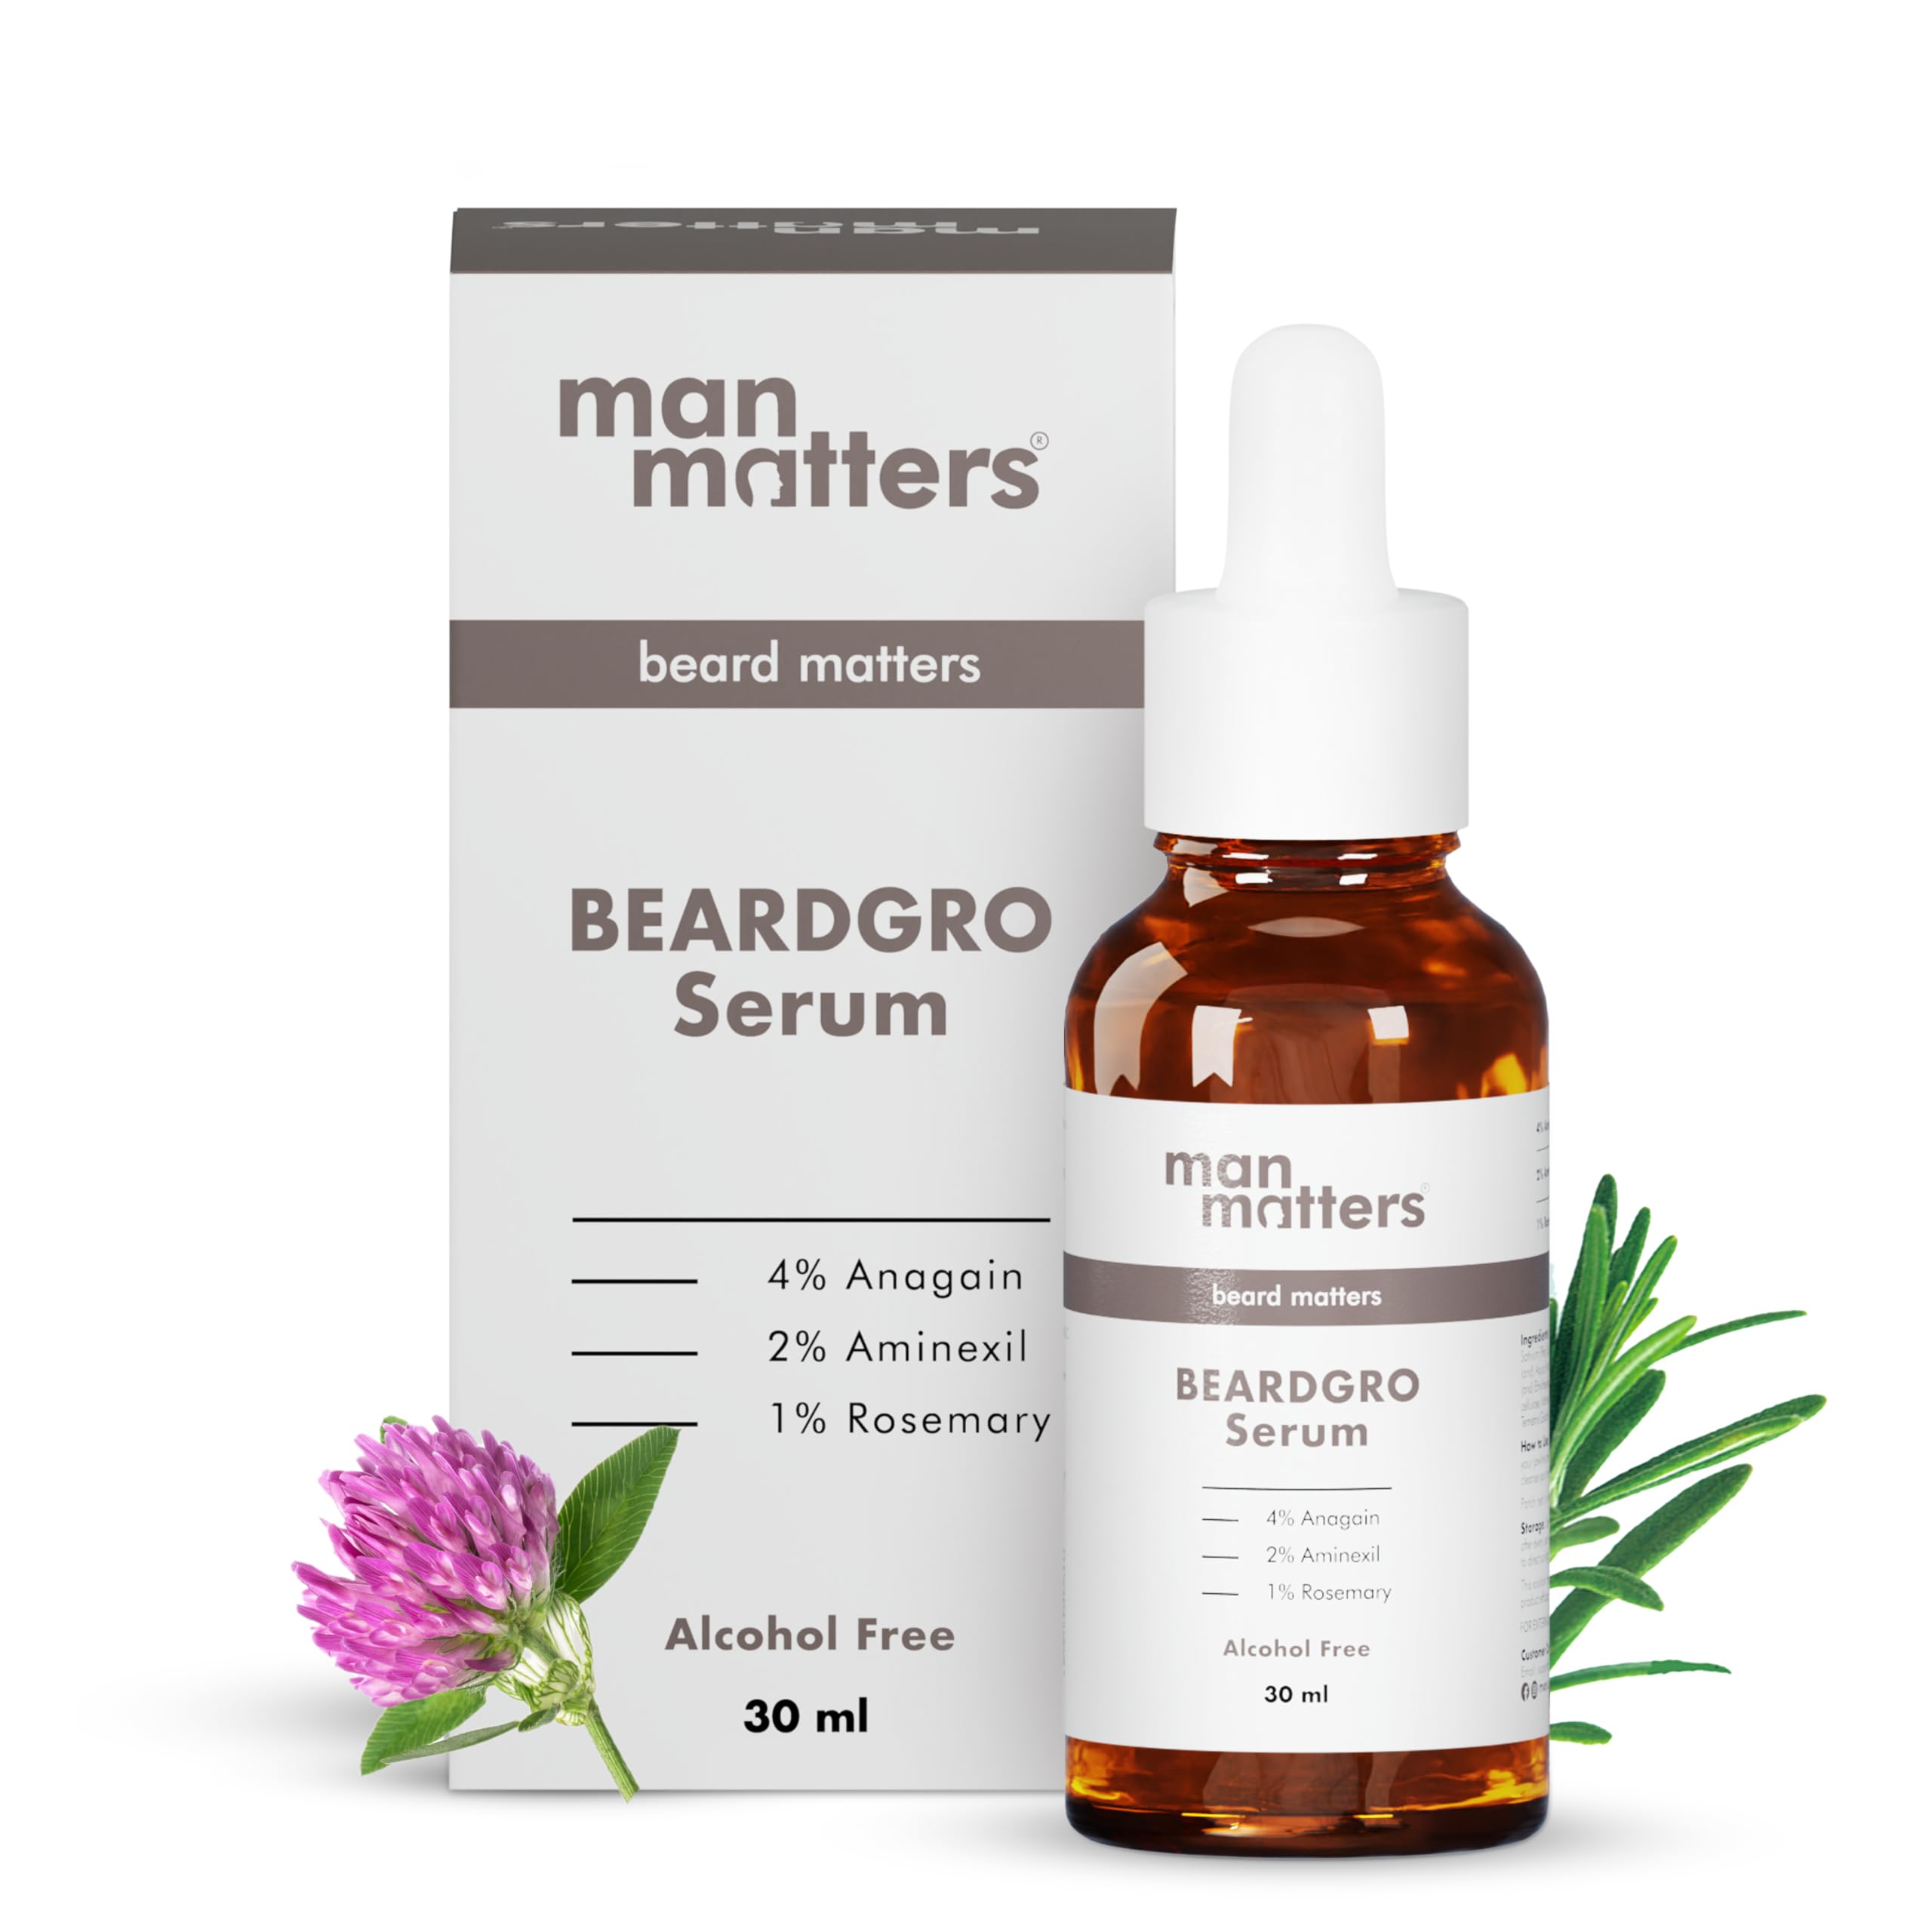 man
matters®
beard matters
BEARDGRO
Serum
4% Anagain
2% Aminexil
1% Rosemary
Alcohol Free
30 ml
man
matters
beard matters
BEARDGRO
Serum
4% Anagain
2% Aminexil
1% Rosemary
Alcohol Free
30 ml